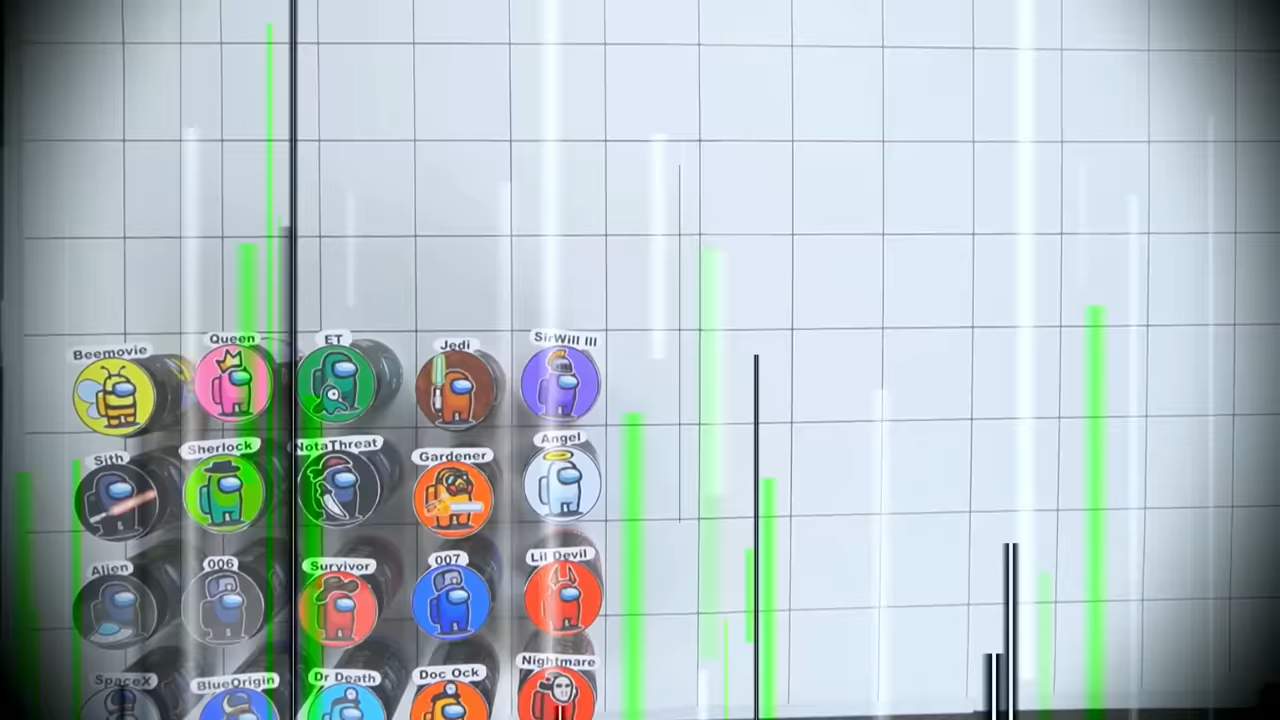 Beemovie
Queen
ET
Jedi
SirWill III
Sith
Sherlock
NotaThreat
Gardener
Angel
Alien
006
Survivor
007
Lil Devil
SpaceX
BlueOrigin
Dr Death
Doc Ock
Nightmare